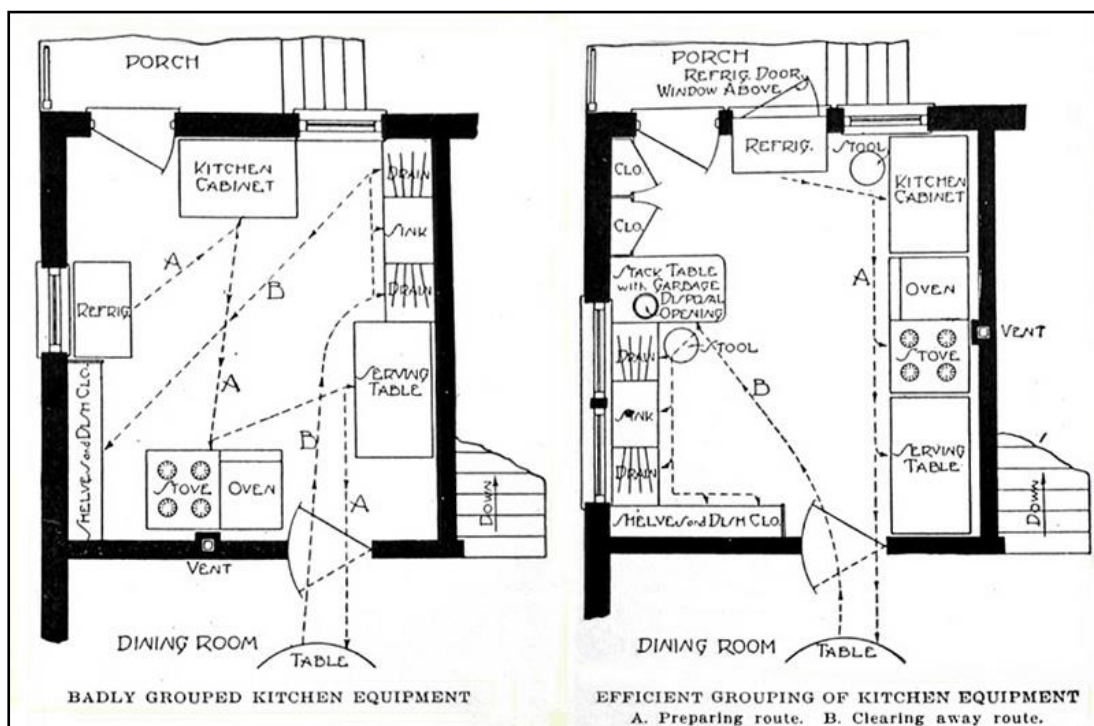 PORCH
KITCHEN
CABINET
DRAIN
SINK
DRAIN
A
B
REFRIG.
A
SERVING
TABLE
B
SHELVES and DISH CLO.
STOVE
OVEN
A
DOWN
VENT
DINING ROOM
TABLE
BADLY GROUPED KITCHEN EQUIPMENT
PORCH
REFRIG. DOOR,
WINDOW ABOVE
REFRIG.
STOOL
CLO.
KITCHEN
CABINET
CLO.
STACK TABLE
with GARBAGE
DISPOSAL
OPENING
A
OVEN
VENT
DRAIN
STOOL
STOVE
B
SINK
SERVING
TABLE
DRAIN
DOWN
SHELVES and DISH CLO.
DINING ROOM
TABLE
EFFICIENT GROUPING OF KITCHEN EQUIPMENT
A. Preparing route. B. Clearing away route.